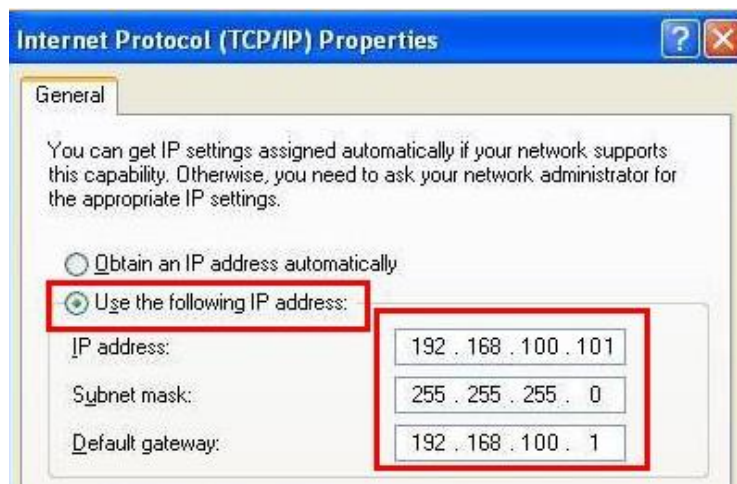 Internet Protocol (TCP/IP) Properties
General
You can get IP settings assigned automatically if your network supports
this capability. Otherwise, you need to ask your network administrator for
the appropriate IP settings.
Obtain an IP address automatically
Use the following IP address:
IP address: 192 . 168 . 100 . 101
Subnet mask: 255 . 255 . 255 . 0
Default gateway: 192 . 168 . 100 . 1